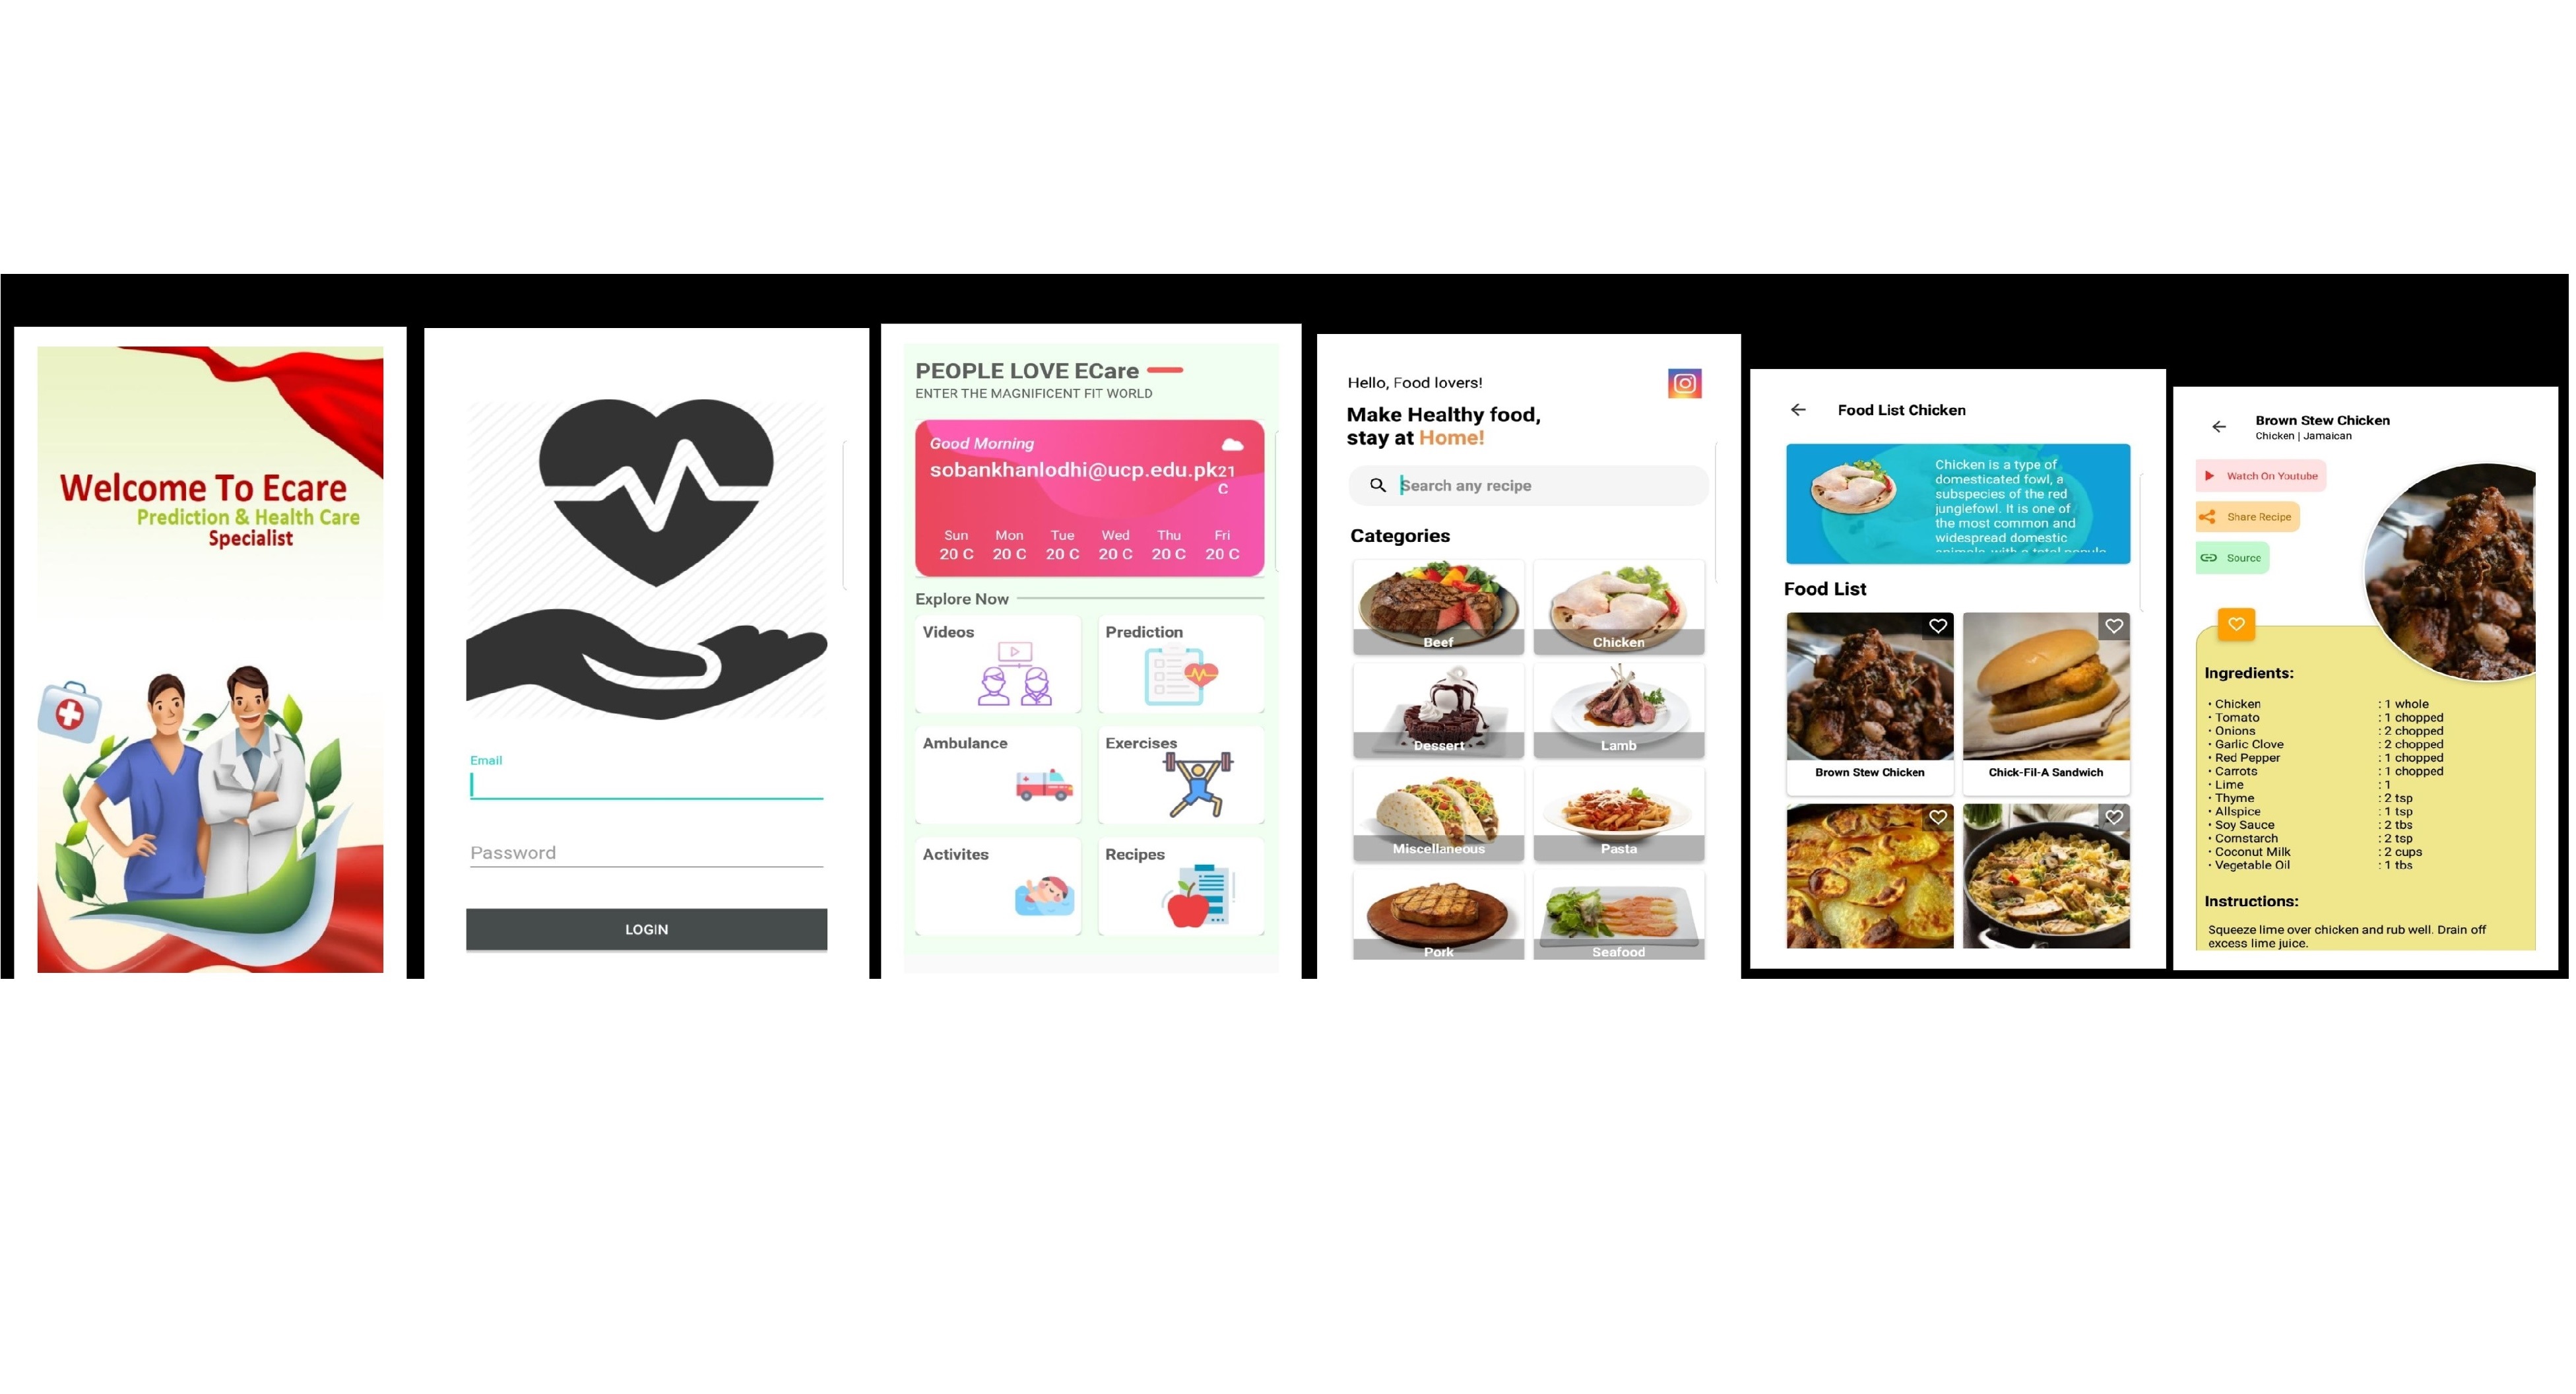 Welcome To Ecare
Prediction & Health Care
Specialist
Email
Password
LOGIN
PEOPLE LOVE ECare
ENTER THE MAGNIFICENT FIT WORLD
Good Morning
sobankhanlodhi@ucp.edu.pk21
C
Sun Mon Tue Wed Thu Fri
20 C 20 C 20 C 20 C 20 C 20 C
Explore Now
Videos Prediction
Ambulance Exercises
Activites Recipes
Hello, Food lovers!
Make Healthy food,
stay at Home!
Search any recipe
Categories
Beef Chicken
Dessert Lamb
Miscellaneous Pasta
Pork Seafood
Food List Chicken
Chicken is a type of
domesticated fowl, a
subspecies of the red
junglefowl. It is one of
the most common and
widespread domestic
animals, with a total popula
Food List
Brown Stew Chicken Chick-Fil-A Sandwich
Brown Stew Chicken
Chicken | Jamaican
Watch On Youtube
Share Recipe
Source
Ingredients:
• Chicken : 1 whole
• Tomato : 1 chopped
• Onions : 2 chopped
• Garlic Clove : 2 chopped
• Red Pepper : 1 chopped
• Carrots : 1 chopped
• Lime : 1
• Thyme : 2 tsp
• Allspice : 1 tsp
• Soy Sauce : 2 tbs
• Cornstarch : 2 tsp
• Coconut Milk : 2 cups
• Vegetable Oil : 1 tbs
Instructions:
Squeeze lime over chicken and rub well. Drain off
excess lime juice.